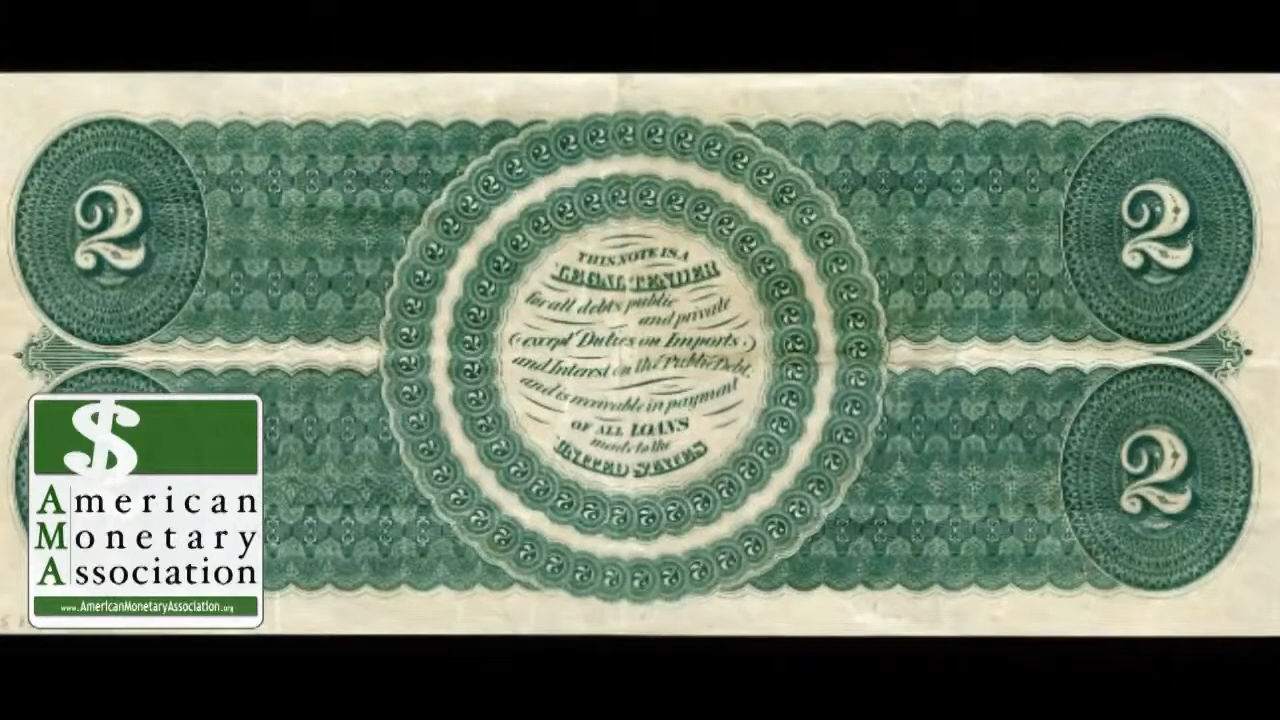 2
2
THIS NOTE IS A
LEGAL TENDER
for all debts public
and private
(except Duties on Imports.)
and Interest on the Public Debt,
and is receivable in payment
OF ALL LOANS
made to the
UNITED STATES
2
$
American
Monetary
Association
www.AmericanMonetaryAssociation.org